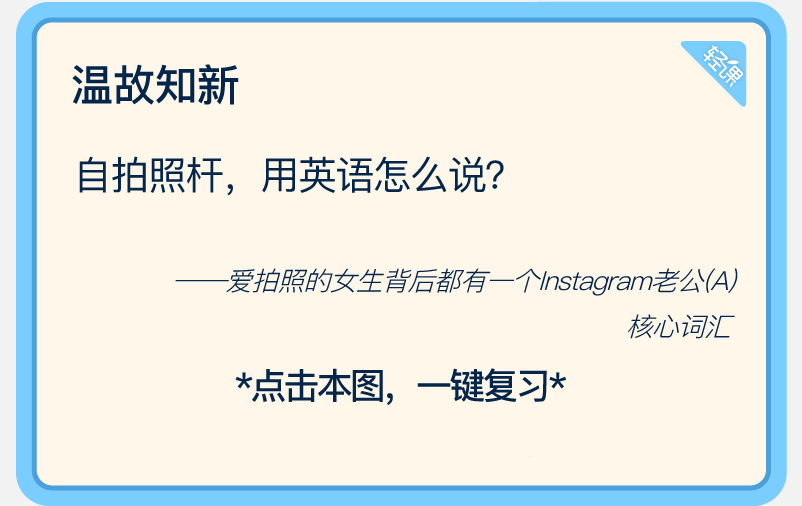 温故知新
轻课
自拍照杆，用英语怎么说？
——爱拍照的女生背后都有一个Instagram老公(A)
核心词汇
*点击本图，一键复习*